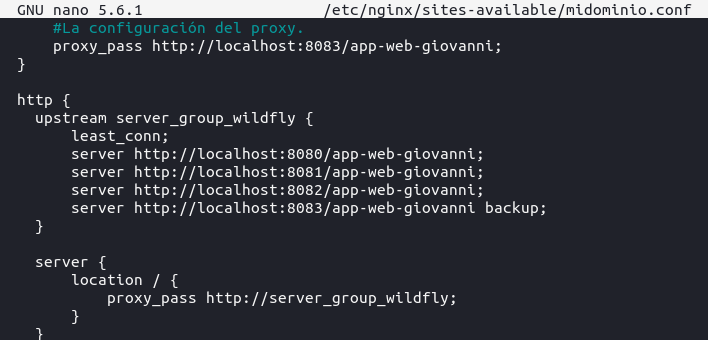 GNU nano 5.6.1 /etc/nginx/sites-available/midominio.conf
#La configuración del proxy.
proxy_pass http://localhost:8083/app-web-giovanni;
}
http {
upstream server_group_wildfly {
least_conn;
server http://localhost:8080/app-web-giovanni;
server http://localhost:8081/app-web-giovanni;
server http://localhost:8082/app-web-giovanni;
server http://localhost:8083/app-web-giovanni backup;
}
server {
location / {
proxy_pass http://server_group_wildfly;
}
}